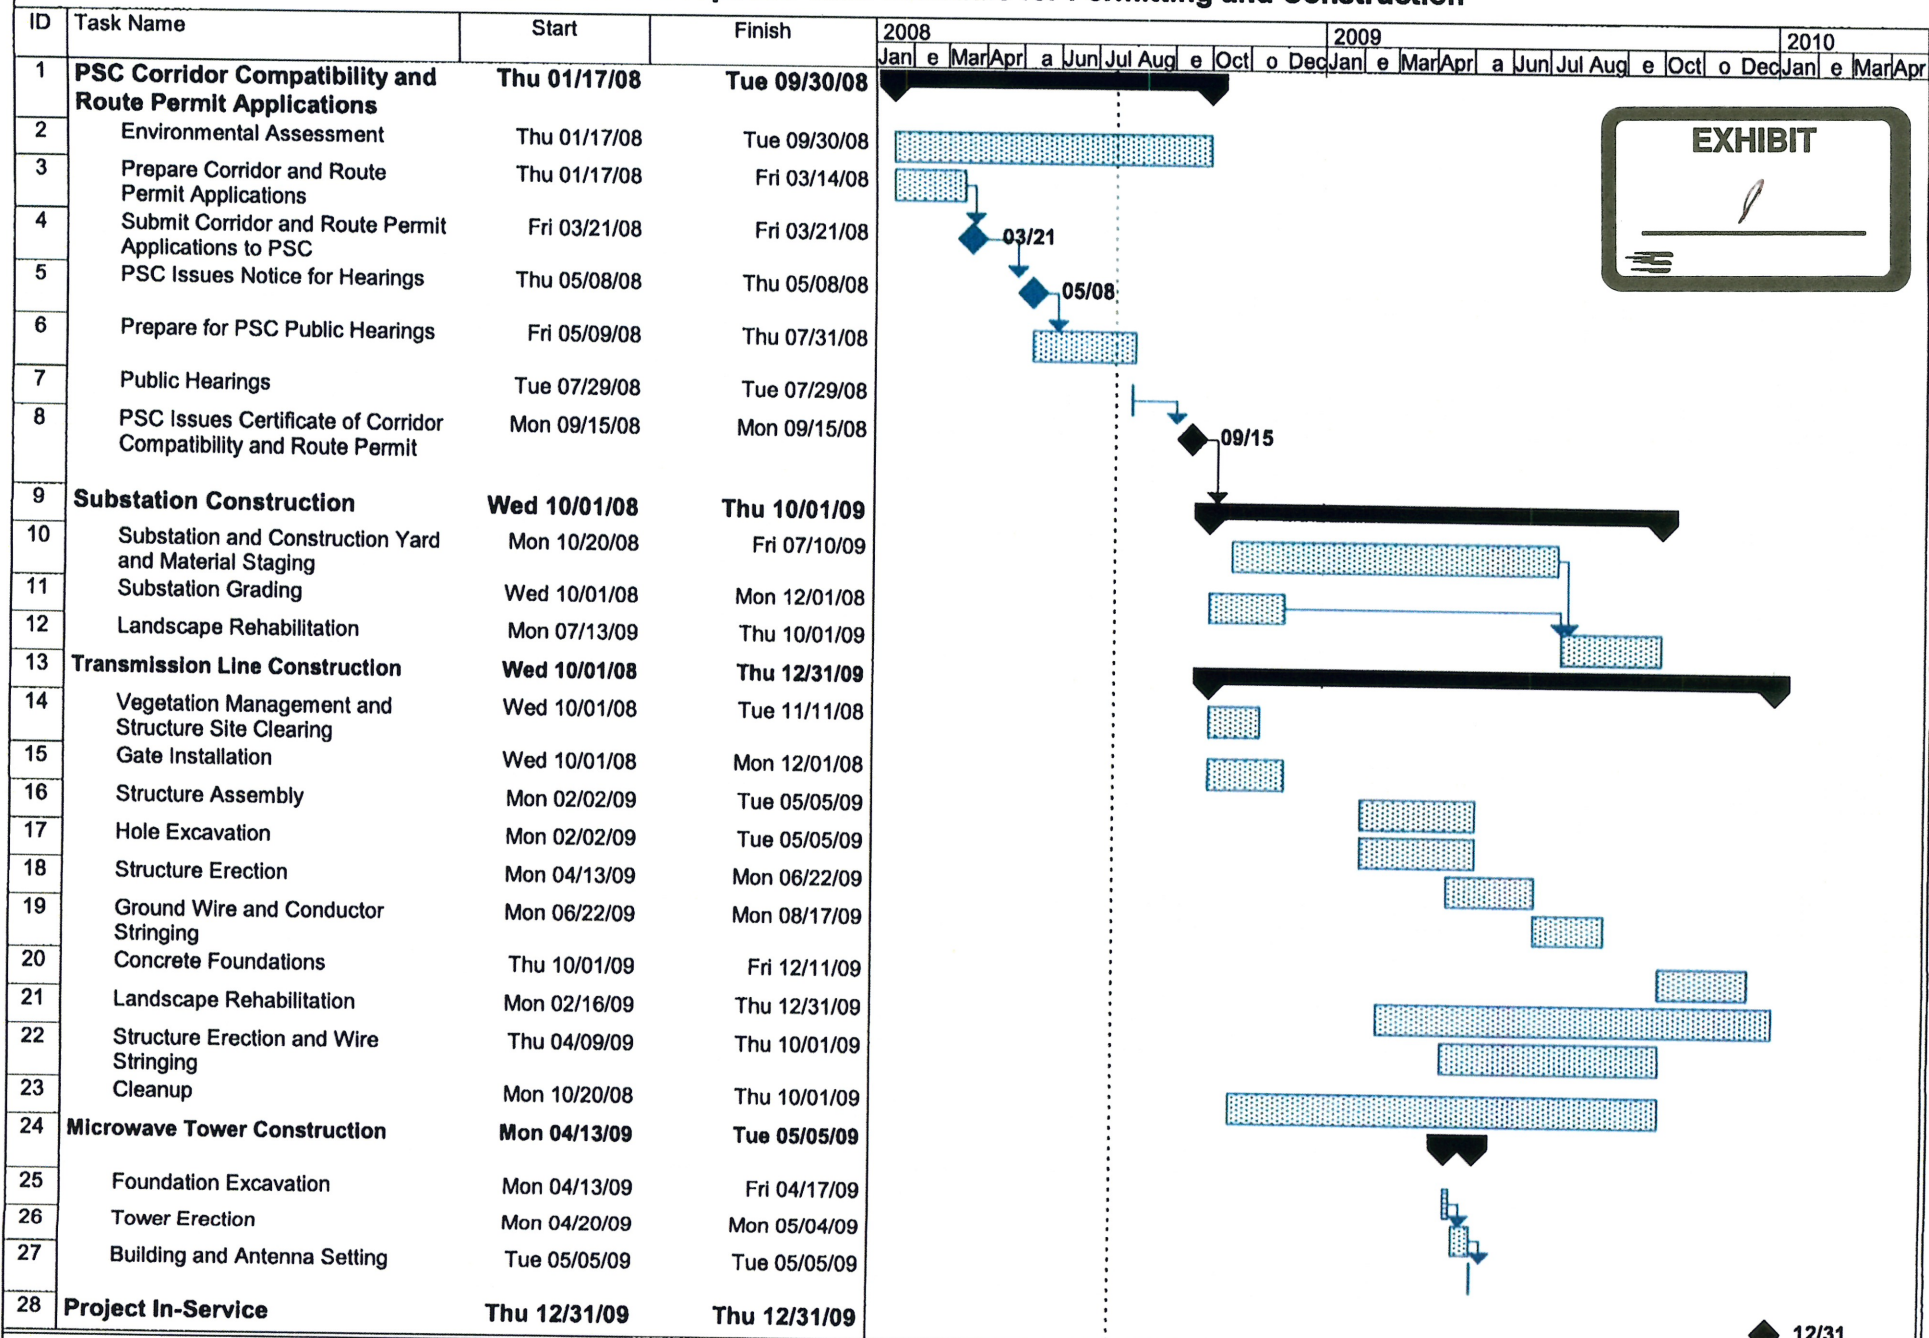 Permitting and Construction
ID Task Name Start Finish 2008 2009 2010
Jan e Mar Apr a Jun Jul Aug e Oct o Dec Jan e Mar Apr a Jun Jul Aug e Oct o Dec Jan e Mar Apr
1 PSC Corridor Compatibility and Thu 01/17/08 Tue 09/30/08
Route Permit Applications
2 Environmental Assessment Thu 01/17/08 Tue 09/30/08
3 Prepare Corridor and Route Thu 01/17/08 Fri 03/14/08
Permit Applications
4 Submit Corridor and Route Permit Fri 03/21/08 Fri 03/21/08 03/21
Applications to PSC
5 PSC Issues Notice for Hearings Thu 05/08/08 Thu 05/08/08 05/08
6 Prepare for PSC Public Hearings Fri 05/09/08 Thu 07/31/08
7 Public Hearings Tue 07/29/08 Tue 07/29/08
8 PSC Issues Certificate of Corridor Mon 09/15/08 Mon 09/15/08 09/15
Compatibility and Route Permit
9 Substation Construction Wed 10/01/08 Thu 10/01/09
10 Substation and Construction Yard Mon 10/20/08 Fri 07/10/09
and Material Staging
11 Substation Grading Wed 10/01/08 Mon 12/01/08
12 Landscape Rehabilitation Mon 07/13/09 Thu 10/01/09
13 Transmission Line Construction Wed 10/01/08 Thu 12/31/09
14 Vegetation Management and Wed 10/01/08 Tue 11/11/08
Structure Site Clearing
15 Gate Installation Wed 10/01/08 Mon 12/01/08
16 Structure Assembly Mon 02/02/09 Tue 05/05/09
17 Hole Excavation Mon 02/02/09 Tue 05/05/09
18 Structure Erection Mon 04/13/09 Mon 06/22/09
19 Ground Wire and Conductor Mon 06/22/09 Mon 08/17/09
Stringing
20 Concrete Foundations Thu 10/01/09 Fri 12/11/09
21 Landscape Rehabilitation Mon 02/16/09 Thu 12/31/09
22 Structure Erection and Wire Thu 04/09/09 Thu 10/01/09
Stringing
23 Cleanup Mon 10/20/08 Thu 10/01/09
24 Microwave Tower Construction Mon 04/13/09 Tue 05/05/09
25 Foundation Excavation Mon 04/13/09 Fri 04/17/09
26 Tower Erection Mon 04/20/09 Mon 05/04/09
27 Building and Antenna Setting Tue 05/05/09 Tue 05/05/09
28 Project In-Service Thu 12/31/09 Thu 12/31/09 12/31
EXHIBIT